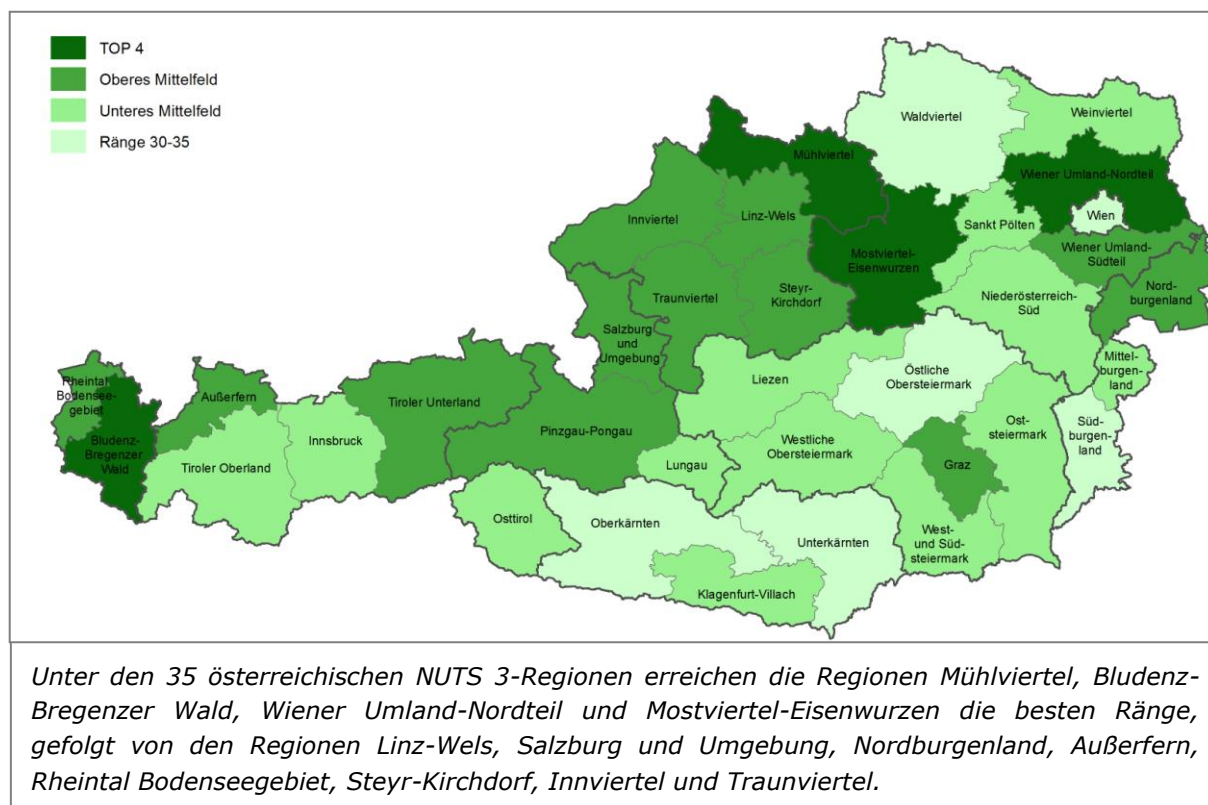 TOP 4
Oberes Mittelfeld
Unteres Mittelfeld
Ränge 30-35
Waldviertel
Weinviertel
Mühlviertel
Wiener Umland-Nordteil
Wien
Linz-Wels
Innviertel
Sankt Pölten
Mostviertel-
Eisenwurzen
Wiener Umland-
Südteil
Nord-
burgenland
Traunviertel
Steyr-
Kirchdorf
Niederösterreich-
Süd
Salzburg
und
Umgebung
Mittel-
burgen-
land
Östliche
Obersteiermark
Liezen
Rheintal
Bodensee-
gebiet
Außerfern
Tiroler Unterland
Süd-
burgen-
land
Ost-
steiermark
Bludenz-
Bregenzer
Wald
Innsbruck
Pinzgau-Pongau
Westliche
Obersteiermark
Tiroler Oberland
Lungau
Graz
Osttirol
Oberkärnten
Unterkärnten
West-
und Süd-
steiermark
Klagenfurt-Villach
Unter den 35 österreichischen NUTS 3-Regionen erreichen die Regionen Mühlviertel, Bludenz-
Bregenzer Wald, Wiener Umland-Nordteil und Mostviertel-Eisenwurzen die besten Ränge,
gefolgt von den Regionen Linz-Wels, Salzburg und Umgebung, Nordburgenland, Außerfern,
Rheintal Bodenseegebiet, Steyr-Kirchdorf, Innviertel und Traunviertel.